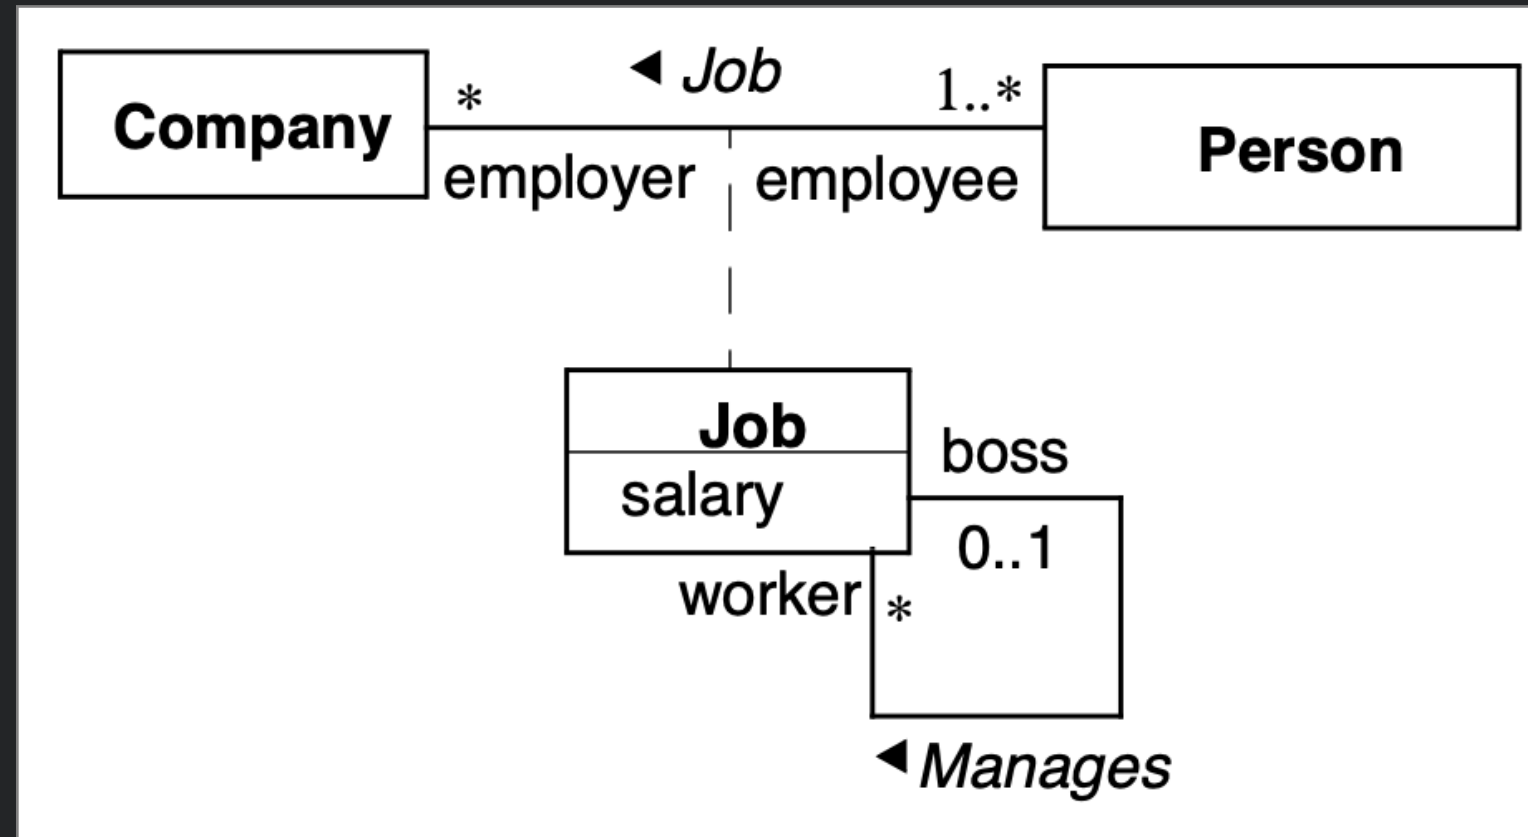 ◀ Job
* 1..*
Company
Person
employer employee
Job
boss
salary
0..1
worker
*
◀ Manages